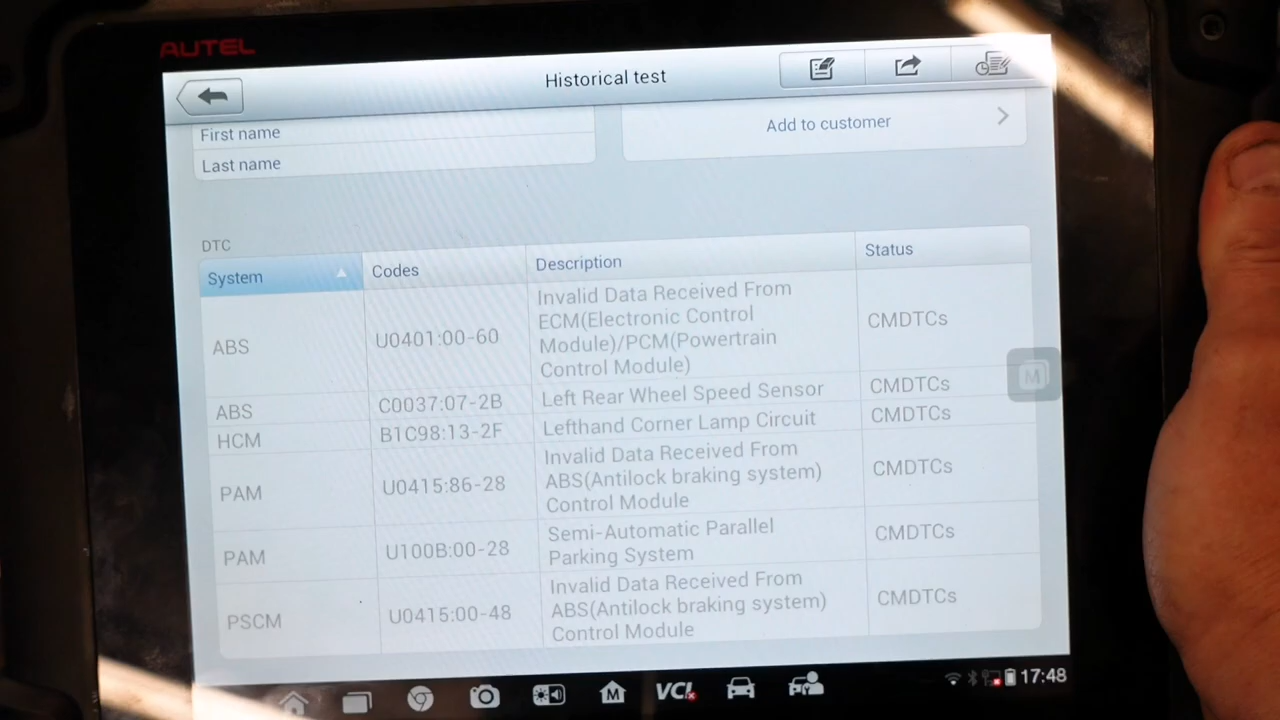 AUTEL
Historical test
First name
Last name
Add to customer
DTC
System Codes Description Status
ABS U0401:00-60 Invalid Data Received From
ECM(Electronic Control
Module)/PCM(Powertrain
Control Module) CMDTCs
ABS C0037:07-2B Left Rear Wheel Speed Sensor CMDTCs
HCM B1C98:13-2F Lefthand Corner Lamp Circuit CMDTCs
PAM U0415:86-28 Invalid Data Received From
ABS(Antilock braking system)
Control Module CMDTCs
PAM U100B:00-28 Semi-Automatic Parallel
Parking System CMDTCs
PSCM U0415:00-48 Invalid Data Received From
ABS(Antilock braking system)
Control Module CMDTCs
M
M
VCI
17:48